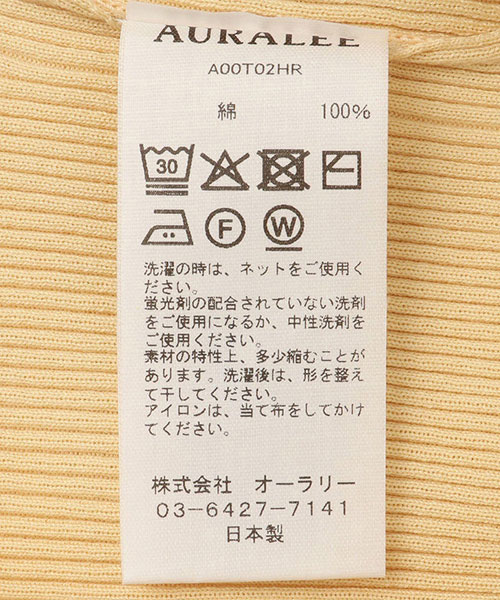 AURALEE
A00T02HR
綿 100%
30
F W
洗濯の時は、ネットをご使用く
ださい。
蛍光剤の配合されていない洗剤
をご使用になるか、中性洗剤を
ご使用ください。
素材の特性上、多少縮むことが
あります。洗濯後は、形を整え
て干してください。
アイロンは、当て布をしてかけ
てください。
株式会社 オーラリー
03-6427-7141
日本製